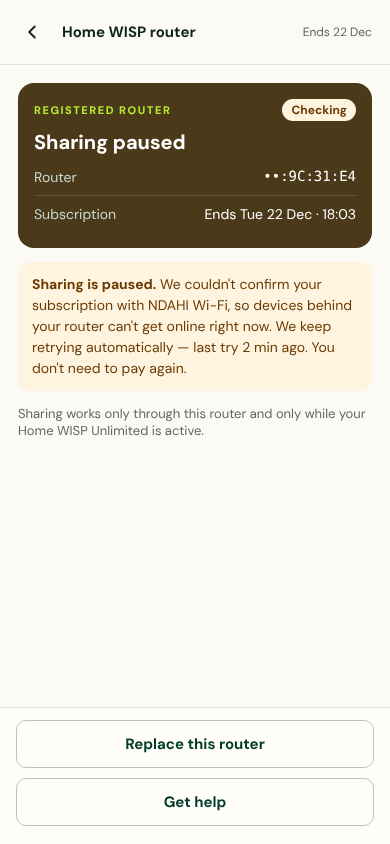 Home WISP router
Ends 22 Dec
REGISTERED ROUTER
Checking
Sharing paused
Router
••:9C:31:E4
Subscription
Ends Tue 22 Dec · 18:03
Sharing is paused. We couldn't confirm your
subscription with NDAHI Wi-Fi, so devices behind
your router can't get online right now. We keep
retrying automatically — last try 2 min ago. You
don't need to pay again.
Sharing works only through this router and only while your
Home WISP Unlimited is active.
Replace this router
Get help